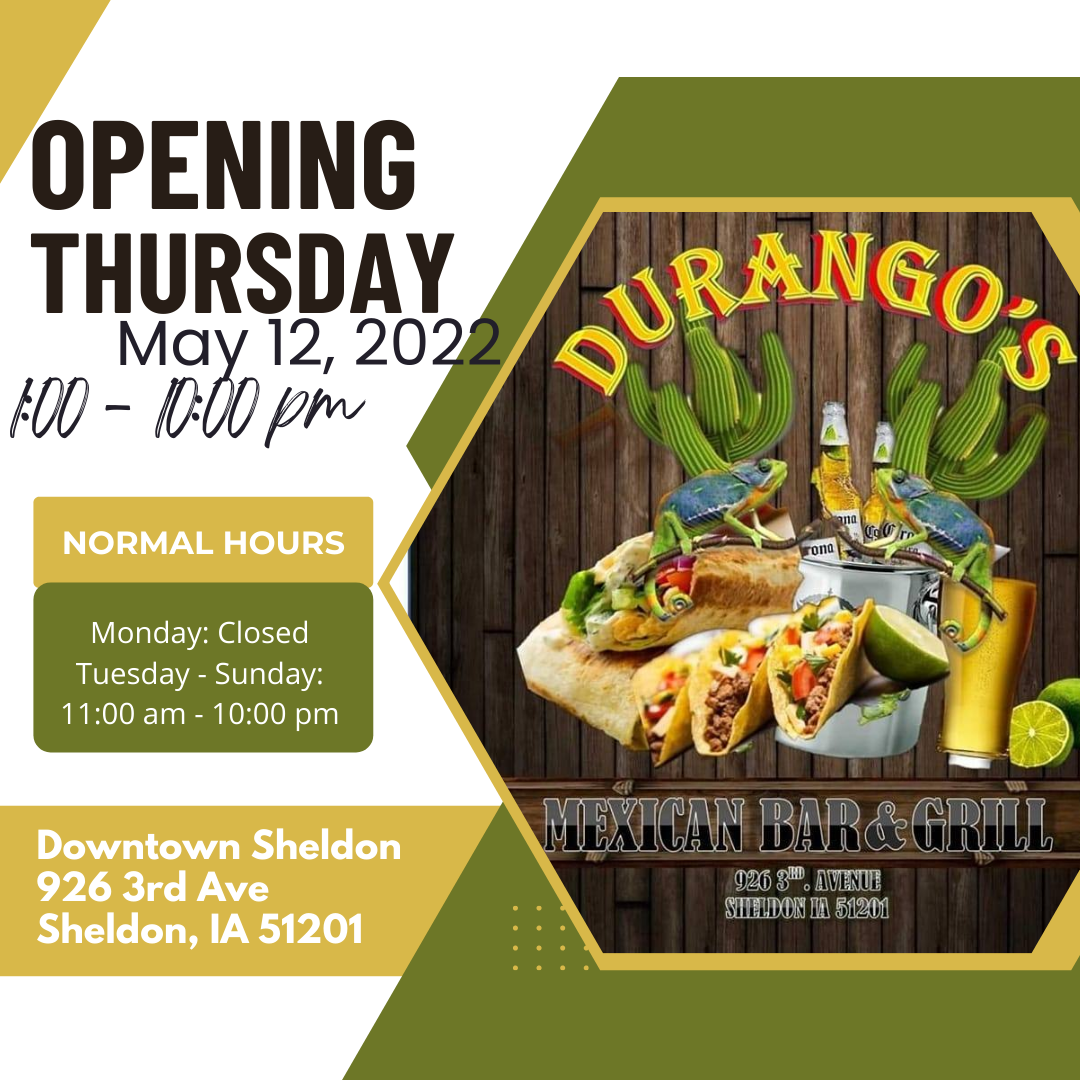 OPENING
THURSDAY
May 12, 2022
1:00 - 10:00 pm
NORMAL HOURS
Monday: Closed
Tuesday - Sunday:
11:00 am - 10:00 pm
Downtown Sheldon
926 3rd Ave
Sheldon, IA 51201
DURANGO'S
MEXICAN BAR & GRILL
926 3RD. AVENUE
SHELDON IA 51201